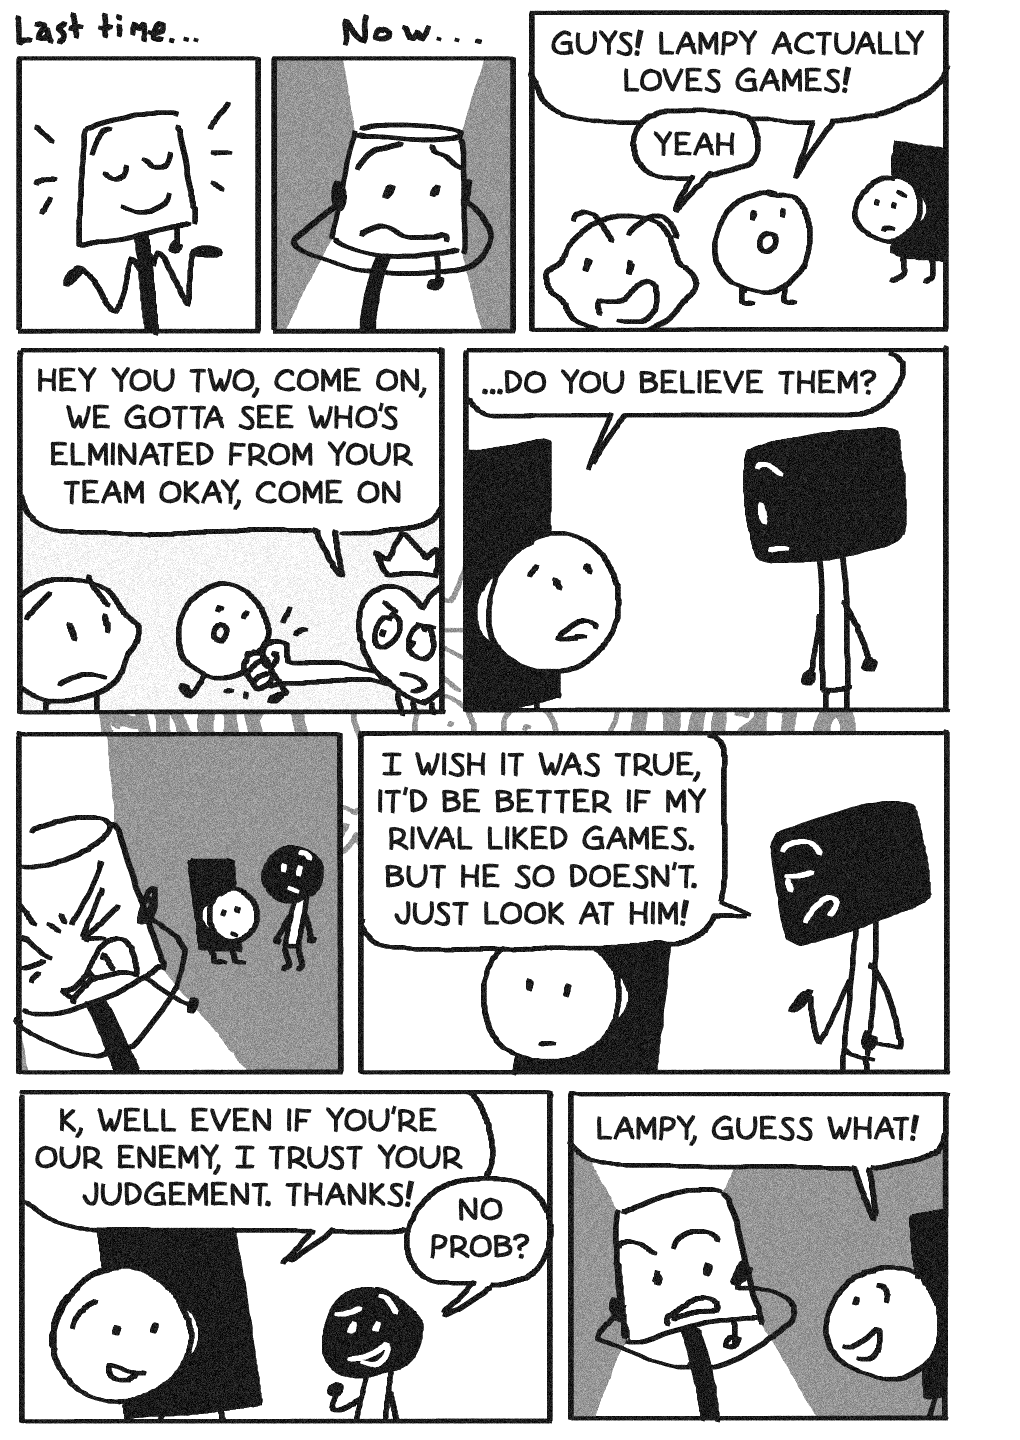 Last time...
Now...
GUYS! LAMPY ACTUALLY
LOVES GAMES!
YEAH
HEY YOU TWO, COME ON,
WE GOTTA SEE WHO'S
ELMINATED FROM YOUR
TEAM OKAY, COME ON
...DO YOU BELIEVE THEM?
I WISH IT WAS TRUE,
IT'D BE BETTER IF MY
RIVAL LIKED GAMES.
BUT HE SO DOESN'T.
JUST LOOK AT HIM!
K, WELL EVEN IF YOU'RE
OUR ENEMY, I TRUST YOUR
JUDGEMENT. THANKS!
NO
PROB?
LAMPY, GUESS WHAT!